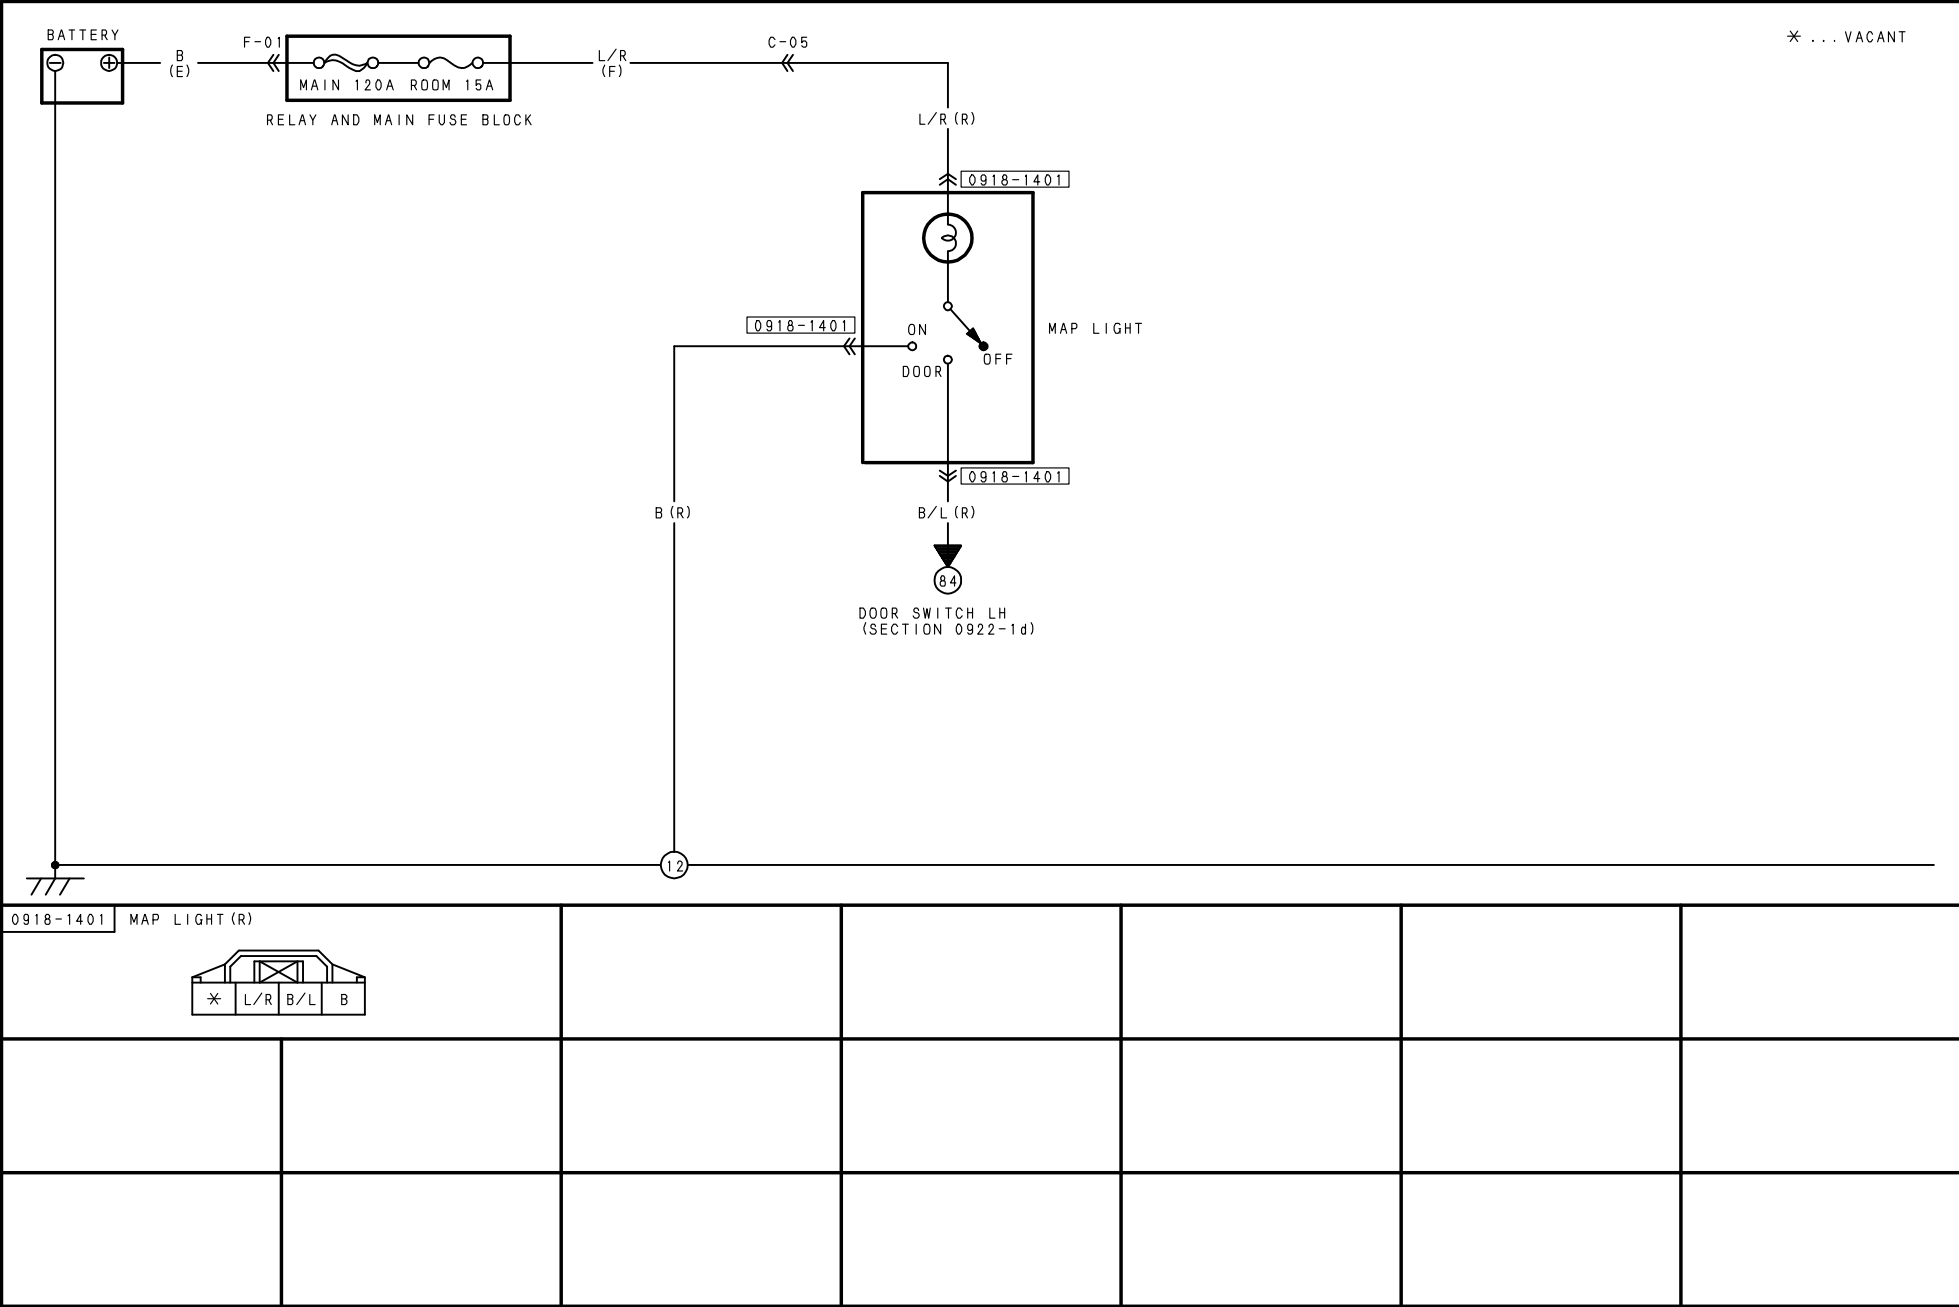 BATTERY
* ... VACANT
B
(E)
F-01
L/R
(F)
C-05
MAIN 120A ROOM 15A
RELAY AND MAIN FUSE BLOCK
L/R (R)
0918-1401
0918-1401
ON
MAP LIGHT
OFF
DOOR
0918-1401
B (R)
B/L (R)
84
DOOR SWITCH LH
(SECTION 0922-1d)
12
0918-1401 MAP LIGHT (R)
* L/R B/L B